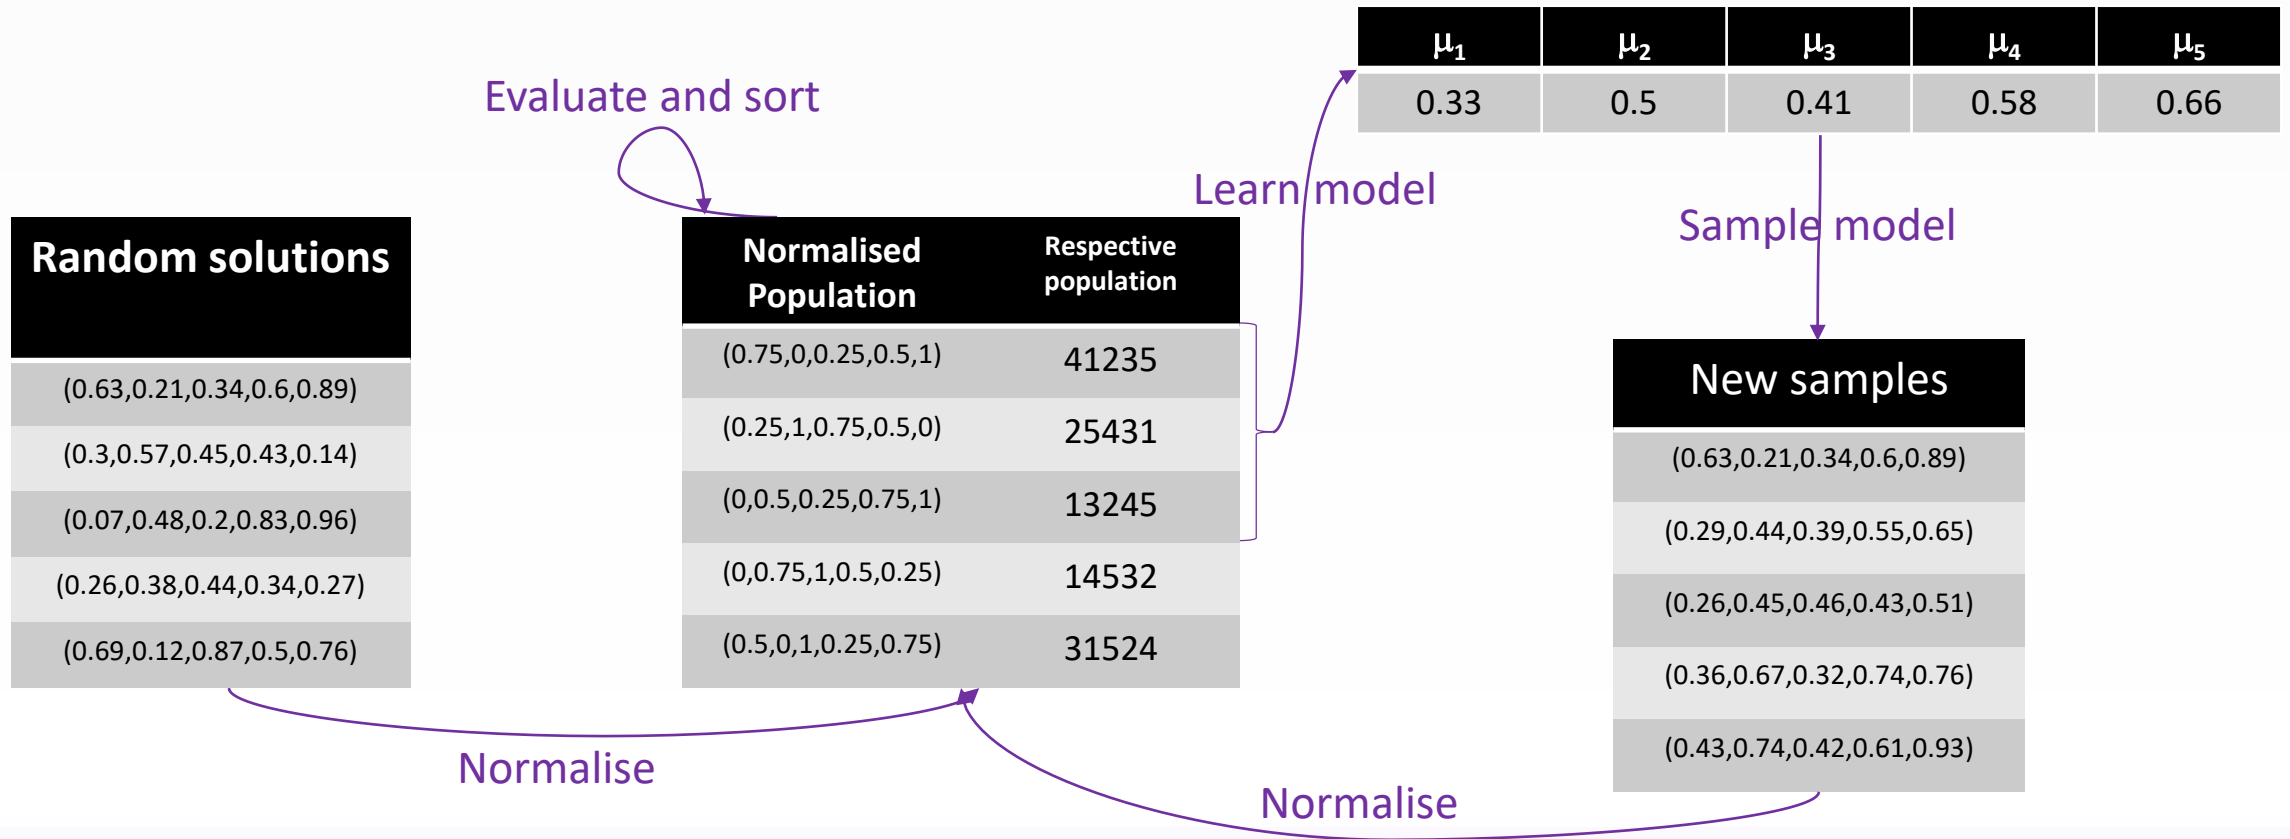 μ1 μ2 μ3 μ4 μ5
0.33 0.5 0.41 0.58 0.66
Evaluate and sort
Learn model
Sample model
Random solutions
(0.63,0.21,0.34,0.6,0.89)
(0.3,0.57,0.45,0.43,0.14)
(0.07,0.48,0.2,0.83,0.96)
(0.26,0.38,0.44,0.34,0.27)
(0.69,0.12,0.87,0.5,0.76)
Normalised
Population
Respective
population
(0.75,0,0.25,0.5,1) 41235
(0.25,1,0.75,0.5,0) 25431
(0,0.5,0.25,0.75,1) 13245
(0,0.75,1,0.5,0.25) 14532
(0.5,0,1,0.25,0.75) 31524
New samples
(0.63,0.21,0.34,0.6,0.89)
(0.29,0.44,0.39,0.55,0.65)
(0.26,0.45,0.46,0.43,0.51)
(0.36,0.67,0.32,0.74,0.76)
(0.43,0.74,0.42,0.61,0.93)
Normalise
Normalise